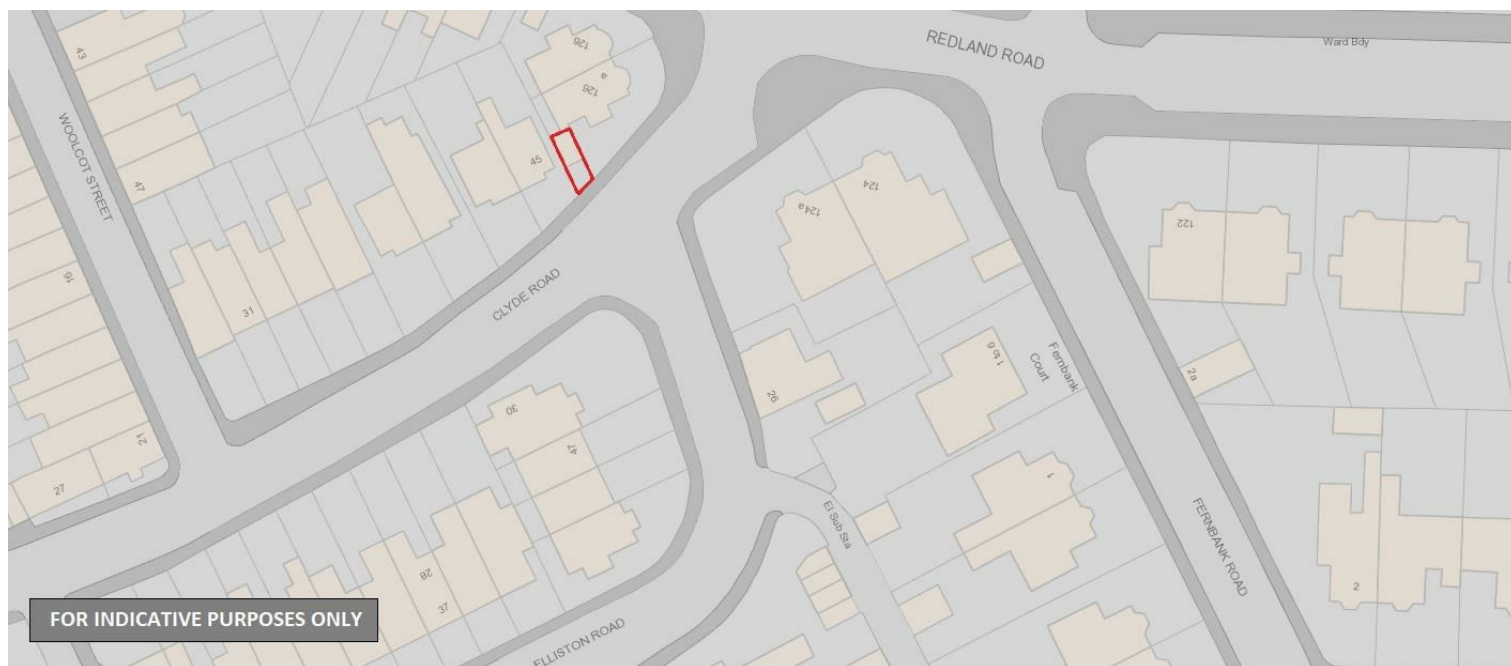 REDLAND ROAD
Ward Bdy
43
128
a
126
WOOLCOT STREET
45
47
124
124a
122
CLYDE ROAD
16
31
Fernbank
Court
1 to 6
2a
26
30
21
47
27
1
El Sub Sta
FERNBANK ROAD
28
37
2
FOR INDICATIVE PURPOSES ONLY
ELLISTON ROAD